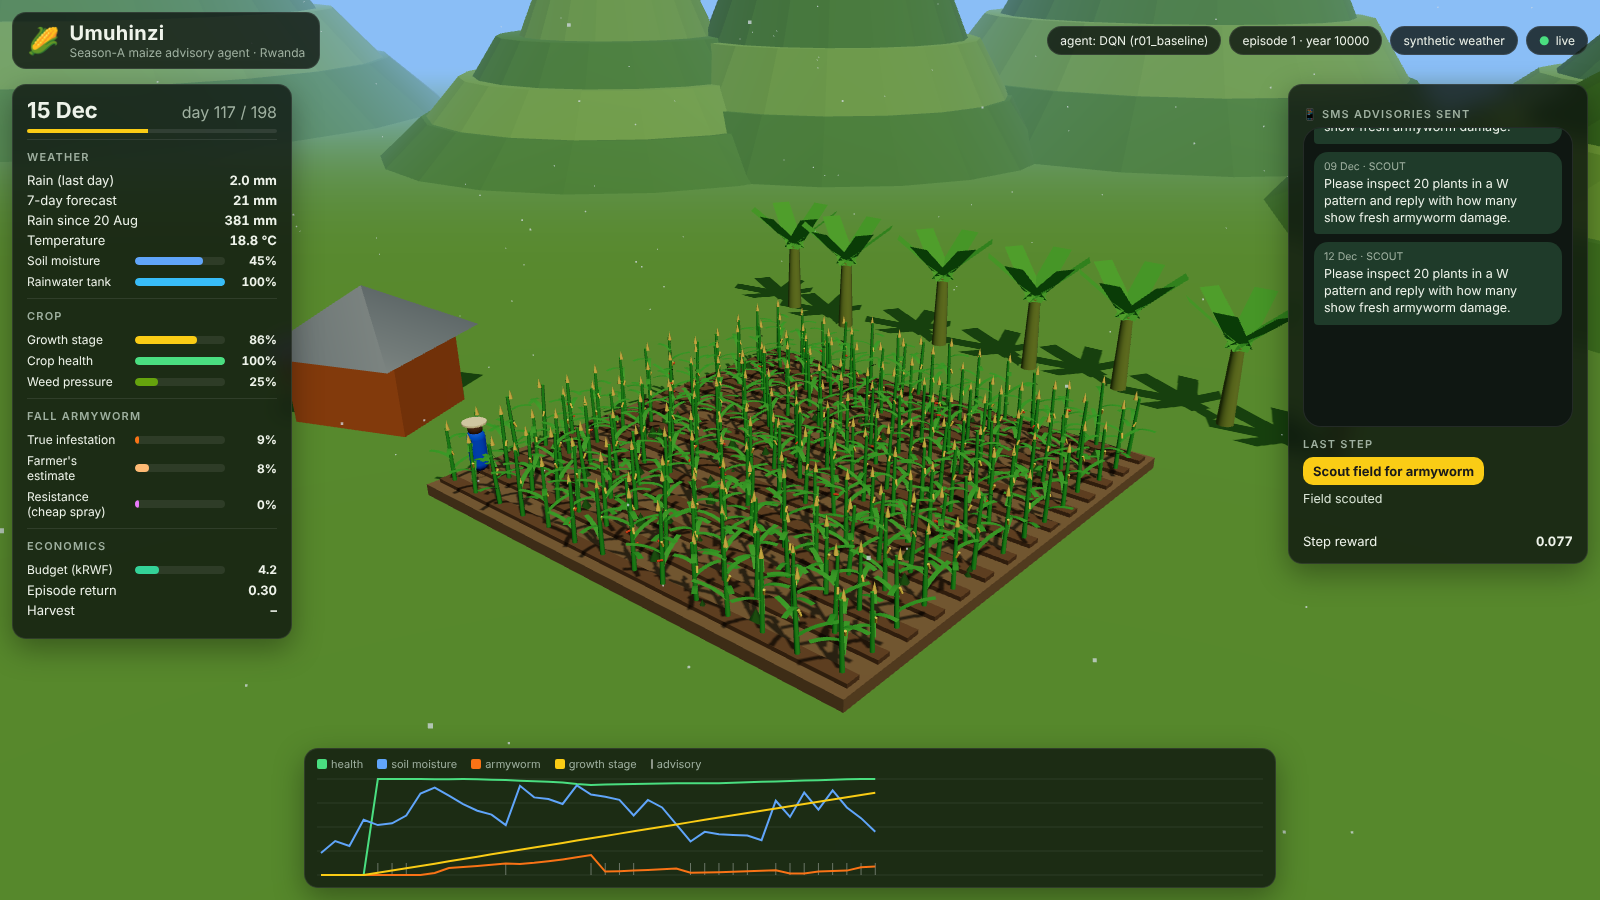 Umuhinzi
Season-A maize advisory agent · Rwanda
agent: DQN (r01_baseline)
episode 1 · year 10000
synthetic weather
live
15 Dec
day 117 / 198
WEATHER
Rain (last day) 2.0 mm
7-day forecast 21 mm
Rain since 20 Aug 381 mm
Temperature 18.8 °C
Soil moisture 45%
Rainwater tank 100%
CROP
Growth stage 86%
Crop health 100%
Weed pressure 25%
FALL ARMYWORM
True infestation 9%
Farmer's
estimate 8%
Resistance
(cheap spray) 0%
ECONOMICS
Budget (kRWF) 4.2
Episode return 0.30
Harvest –
SMS ADVISORIES SENT
show fresh armyworm damage.
09 Dec · SCOUT
Please inspect 20 plants in a W
pattern and reply with how many
show fresh armyworm damage.
12 Dec · SCOUT
Please inspect 20 plants in a W
pattern and reply with how many
show fresh armyworm damage.
LAST STEP
Scout field for armyworm
Field scouted
Step reward 0.077
health
soil moisture
armyworm
growth stage
advisory